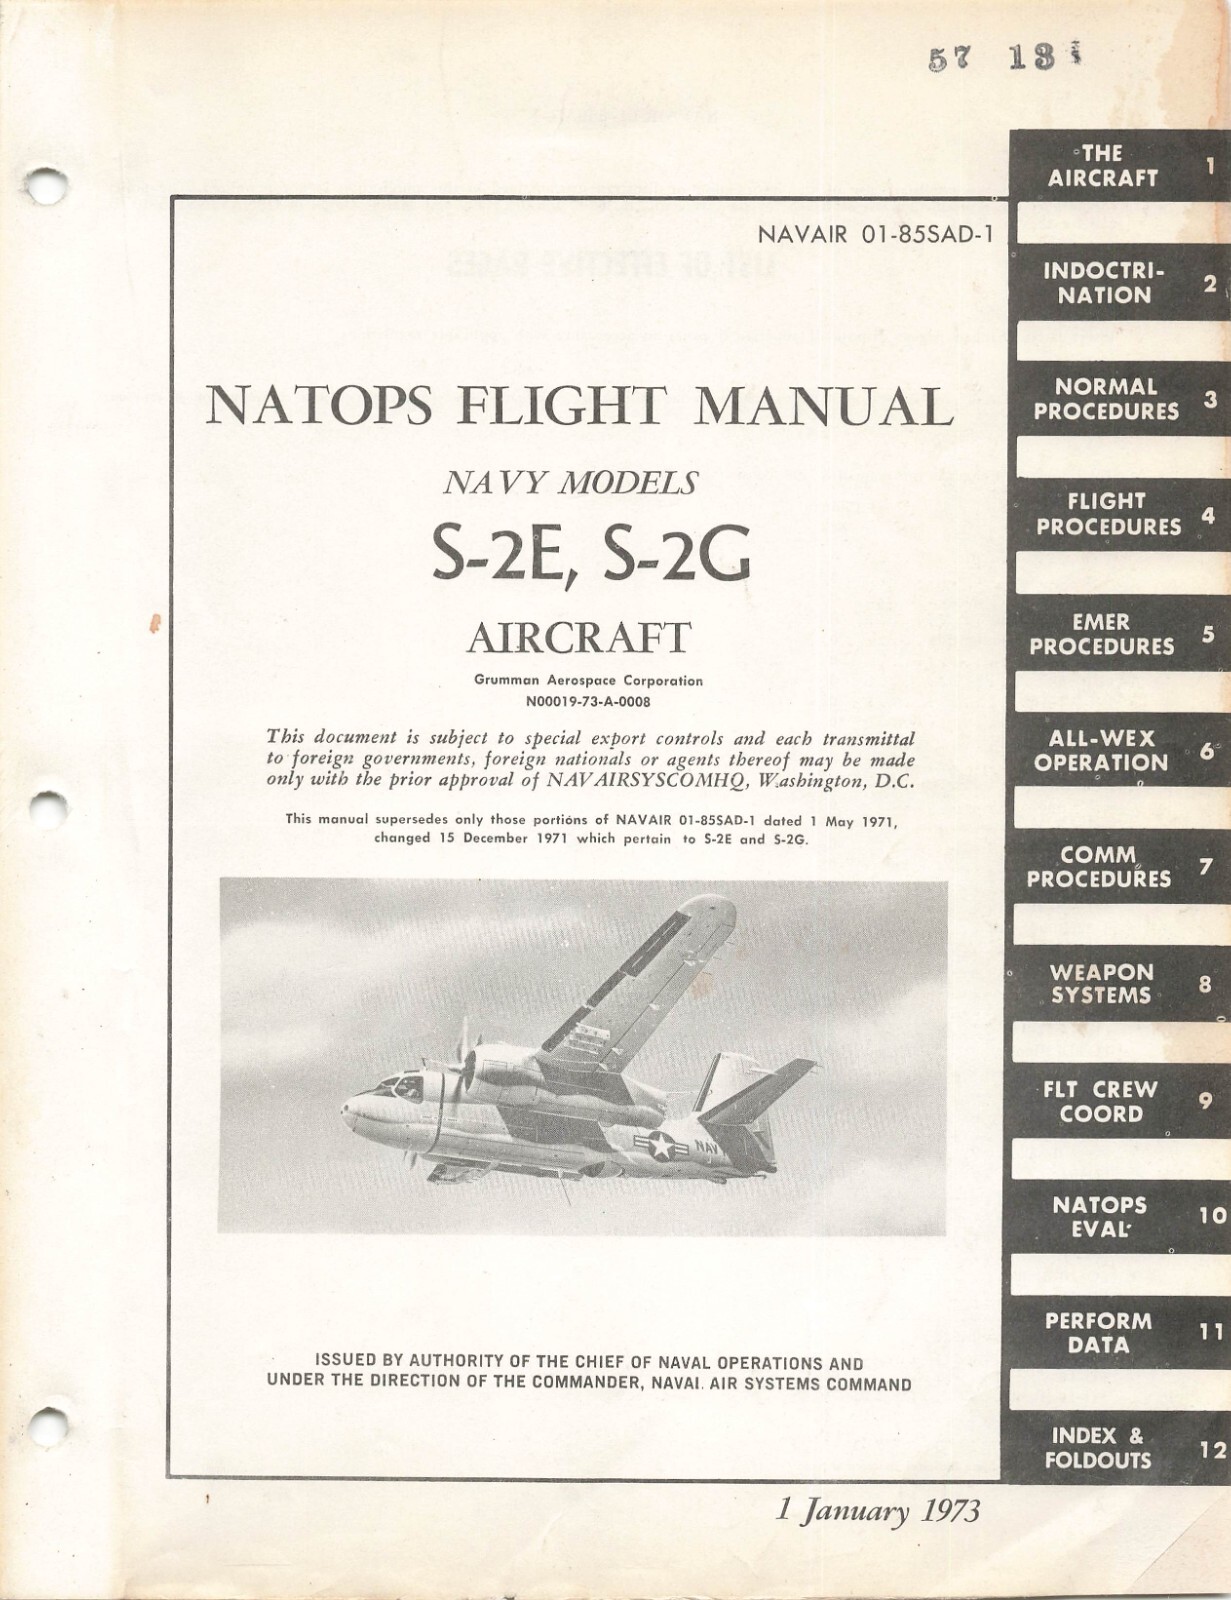 57 13
THE
AIRCRAFT 1
NAVAIR 01-85SAD-1
INDOCTRI-
NATION 2
NORMAL
PROCEDURES 3
FLIGHT
PROCEDURES 4
EMER
PROCEDURES 5
ALL-WEX
OPERATION 6
COMM
PROCEDURES 7
WEAPON
SYSTEMS 8
FLT CREW
COORD 9
NATOPS
EVAL 10
PERFORM
DATA 11
INDEX &
FOLDOUTS 12
NATOPS FLIGHT MANUAL
NAVY MODELS
S-2E, S-2G
AIRCRAFT
Grumman Aerospace Corporation
N00019-73-A-0008
This document is subject to special export controls and each transmittal
to foreign governments, foreign nationals or agents thereof may be made
only with the prior approval of NAVAIRSYSCOMHQ, Washington, D.C.
This manual supersedes only those portions of NAVAIR 01-85SAD-1 dated 1 May 1971,
changed 15 December 1971 which pertain to S-2E and S-2G.
NAVY
ISSUED BY AUTHORITY OF THE CHIEF OF NAVAL OPERATIONS AND
UNDER THE DIRECTION OF THE COMMANDER, NAVAL AIR SYSTEMS COMMAND
1 January 1973